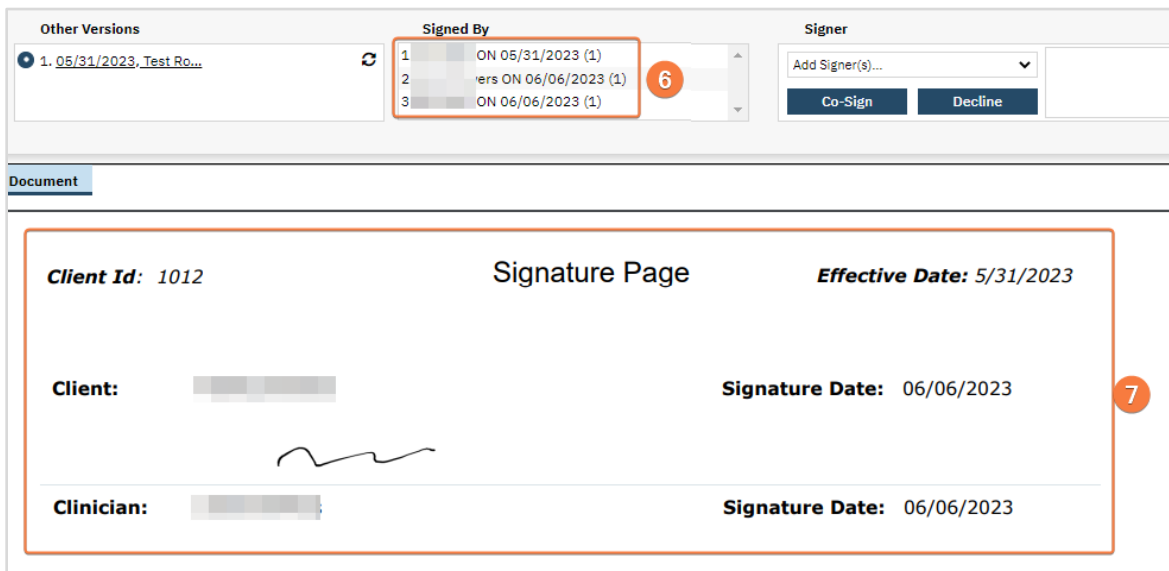 Other Versions
Signed By
Signer
1. 05/31/2023, Test Ro...
1 ON 05/31/2023 (1)
2 ers ON 06/06/2023 (1)
3 ON 06/06/2023 (1)
6
Add Signer(s)...
Co-Sign Decline
Document
Client Id: 1012
Signature Page
Effective Date: 5/31/2023
Client:
Signature Date: 06/06/2023
7
Clinician:
Signature Date: 06/06/2023